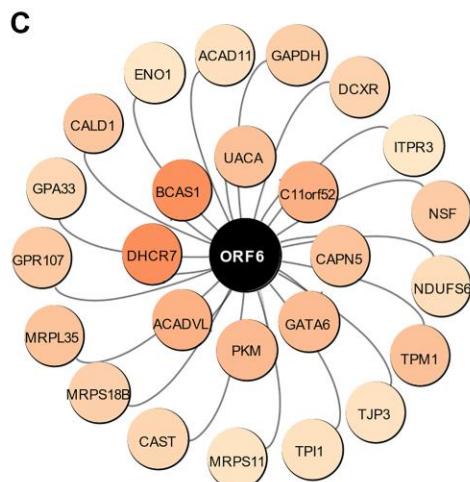 C
ACAD11
GAPDH
ENO1
DCXR
CALD1
ITPR3
UACA
BCAS1
C11orf52
GPA33
NSF
DHCR7
ORF6
CAPN5
GPR107
NDUFS6
ACADVL
GATA6
MRPL35
PKM
TPM1
MRPS18B
TJP3
CAST
TPI1
MRPS11